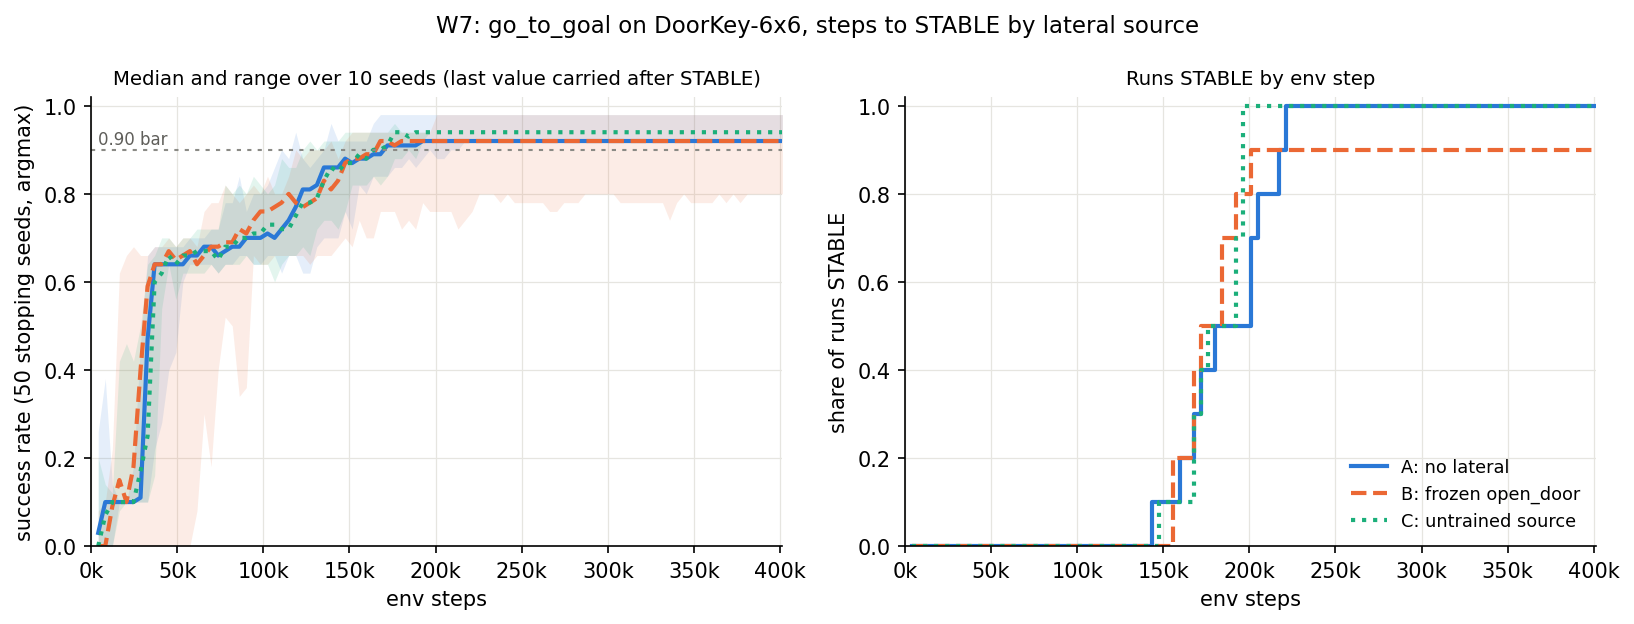 W7: go_to_goal on DoorKey-6x6, steps to STABLE by lateral source
Median and range over 10 seeds (last value carried after STABLE)
success rate (50 stopping seeds, argmax)
1.0
0.8
0.6
0.4
0.2
0.0
0.90 bar
0k
50k
100k
150k
200k
250k
300k
350k
400k
env steps
Runs STABLE by env step
share of runs STABLE
1.0
0.8
0.6
0.4
0.2
0.0
A: no lateral
B: frozen open_door
C: untrained source
0k
50k
100k
150k
200k
250k
300k
350k
400k
env steps